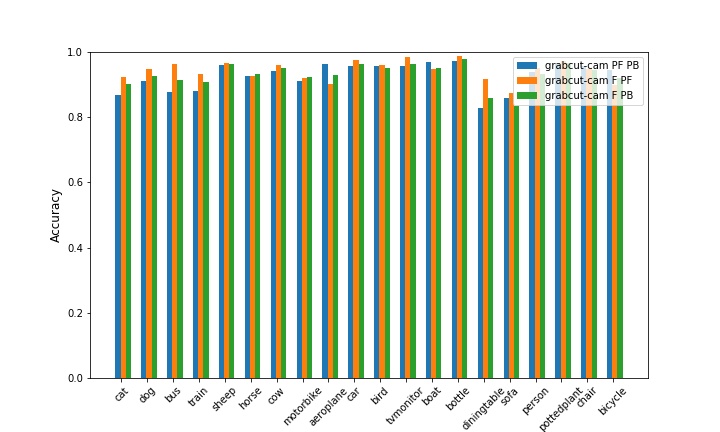 1.0
0.8
0.6
0.4
0.2
0.0
Accuracy
grabcut-cam PF PB
grabcut-cam F PF
grabcut-cam F PB
cat
dog
bus
train
sheep
horse
cow
motorbike
aeroplane
car
bird
tvmonitor
boat
bottle
diningtable
sofa
person
pottedplant
chair
bicycle